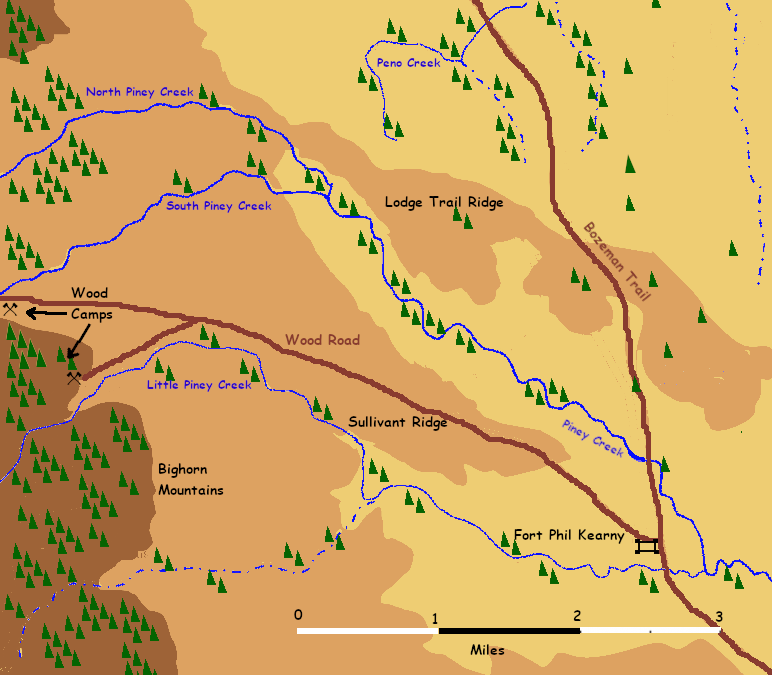 Peno Creek
North Piney Creek
Lodge Trail Ridge
South Piney Creek
Bozeman Trail
Wood
Camps
Wood Road
Little Piney Creek
Sullivant Ridge
Piney Creek
Bighorn
Mountains
Fort Phil Kearny
0 1 2 3
Miles